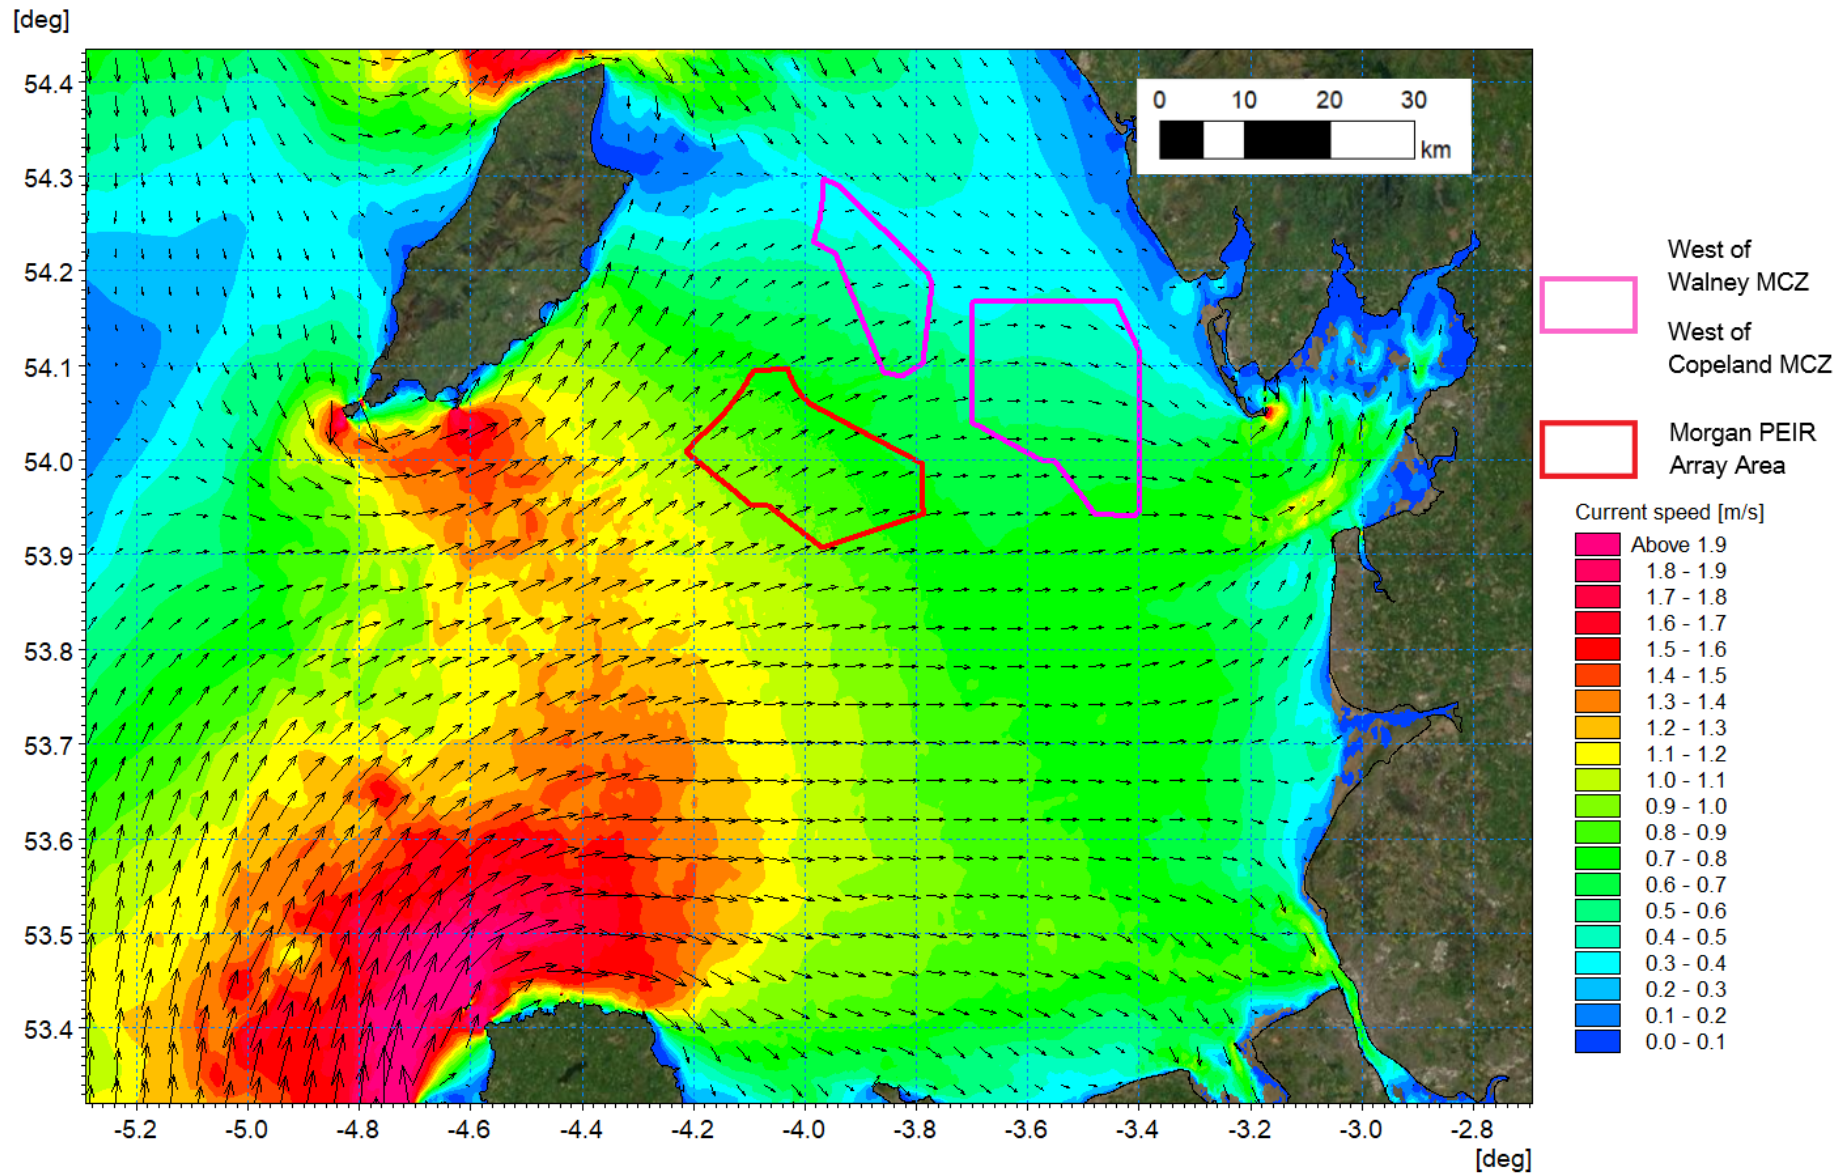 [deg]
54.4
54.3
54.2
54.1
54.0
53.9
53.8
53.7
53.6
53.5
53.4
0 10 20 30
km
West of
Walney MCZ
West of
Copeland MCZ
Morgan PEIR
Array Area
Current speed [m/s]
Above 1.9
1.8 - 1.9
1.7 - 1.8
1.6 - 1.7
1.5 - 1.6
1.4 - 1.5
1.3 - 1.4
1.2 - 1.3
1.1 - 1.2
1.0 - 1.1
0.9 - 1.0
0.8 - 0.9
0.7 - 0.8
0.6 - 0.7
0.5 - 0.6
0.4 - 0.5
0.3 - 0.4
0.2 - 0.3
0.1 - 0.2
0.0 - 0.1
-5.2 -5.0 -4.8 -4.6 -4.4 -4.2 -4.0 -3.8 -3.6 -3.4 -3.2 -3.0 -2.8
[deg]